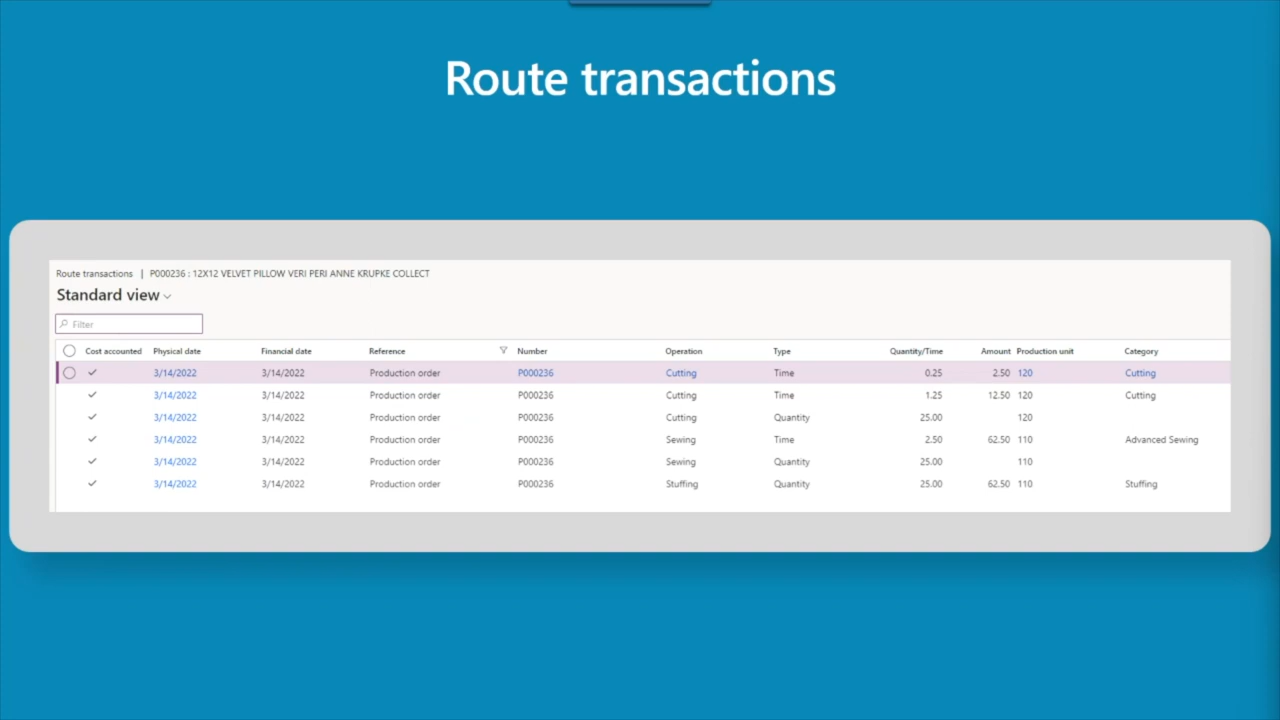 Route transactions
Route transactions | P000236 : 12X12 VELVET PILLOW VERI PERI ANNE KRUPKE COLLECT
Standard view
Filter
Cost accounted Physical date Financial date Reference Number Operation Type Quantity/Time Amount Production unit Category
3/14/2022 3/14/2022 Production order P000236 Cutting Time 0.25 2.50 120 Cutting
3/14/2022 3/14/2022 Production order P000236 Cutting Time 1.25 12.50 120 Cutting
3/14/2022 3/14/2022 Production order P000236 Cutting Quantity 25.00 120
3/14/2022 3/14/2022 Production order P000236 Sewing Time 2.50 62.50 110 Advanced Sewing
3/14/2022 3/14/2022 Production order P000236 Sewing Quantity 25.00 110
3/14/2022 3/14/2022 Production order P000236 Stuffing Quantity 25.00 62.50 110 Stuffing